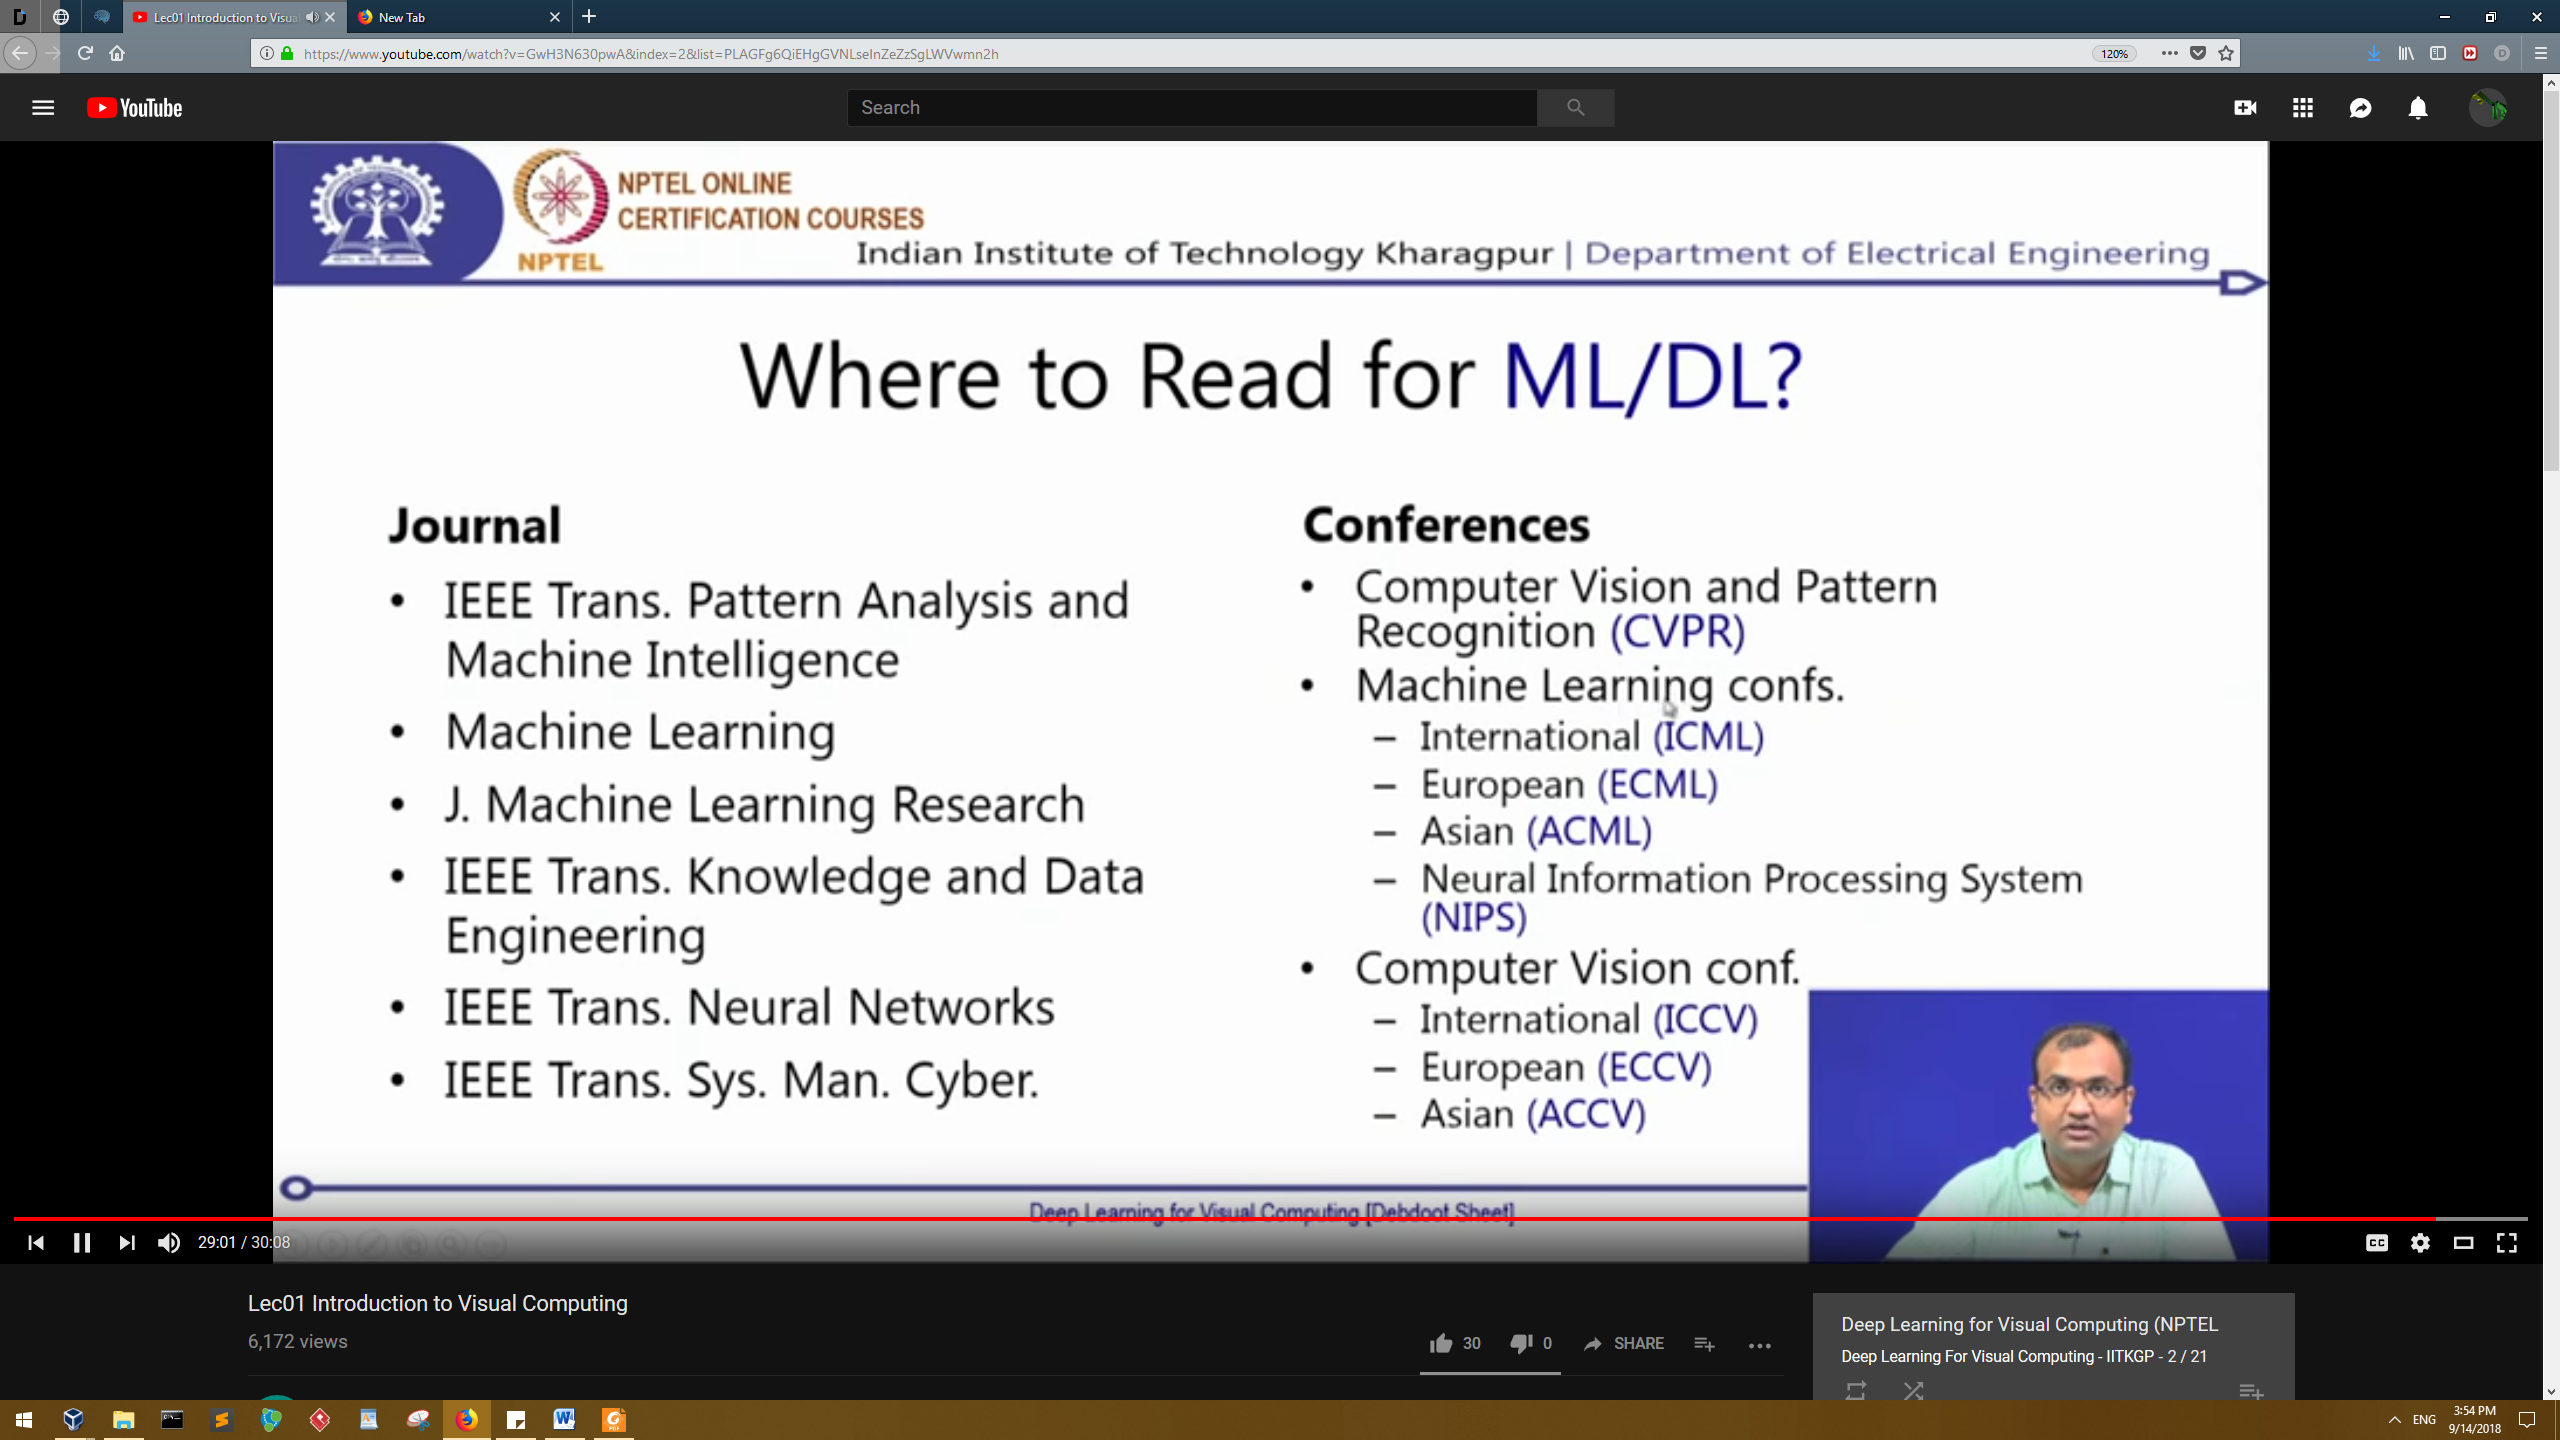 Lec01 Introduction to Visual
New Tab
https://www.youtube.com/watch?v=GwH3N630pwA&index=2&list=PLAGFg6QiEHgGVNLseInZeZzSgLWVwmn2h
120%
YouTube
Search
NPTEL ONLINE
CERTIFICATION COURSES
NPTEL
Indian Institute of Technology Kharagpur | Department of Electrical Engineering
Where to Read for ML/DL?
Journal
• IEEE Trans. Pattern Analysis and
Machine Intelligence
• Machine Learning
• J. Machine Learning Research
• IEEE Trans. Knowledge and Data
Engineering
• IEEE Trans. Neural Networks
• IEEE Trans. Sys. Man. Cyber.
Conferences
• Computer Vision and Pattern
Recognition (CVPR)
• Machine Learning confs.
– International (ICML)
– European (ECML)
– Asian (ACML)
– Neural Information Processing System
(NIPS)
• Computer Vision conf.
– International (ICCV)
– European (ECCV)
– Asian (ACCV)
Deep Learning for Visual Computing [Debdoot Sheet]
29:01 / 30:08
CC
Lec01 Introduction to Visual Computing
6,172 views
30
0
SHARE
Deep Learning for Visual Computing (NPTEL
Deep Learning For Visual Computing - IITKGP - 2 / 21
ENG
3:54 PM
9/14/2018